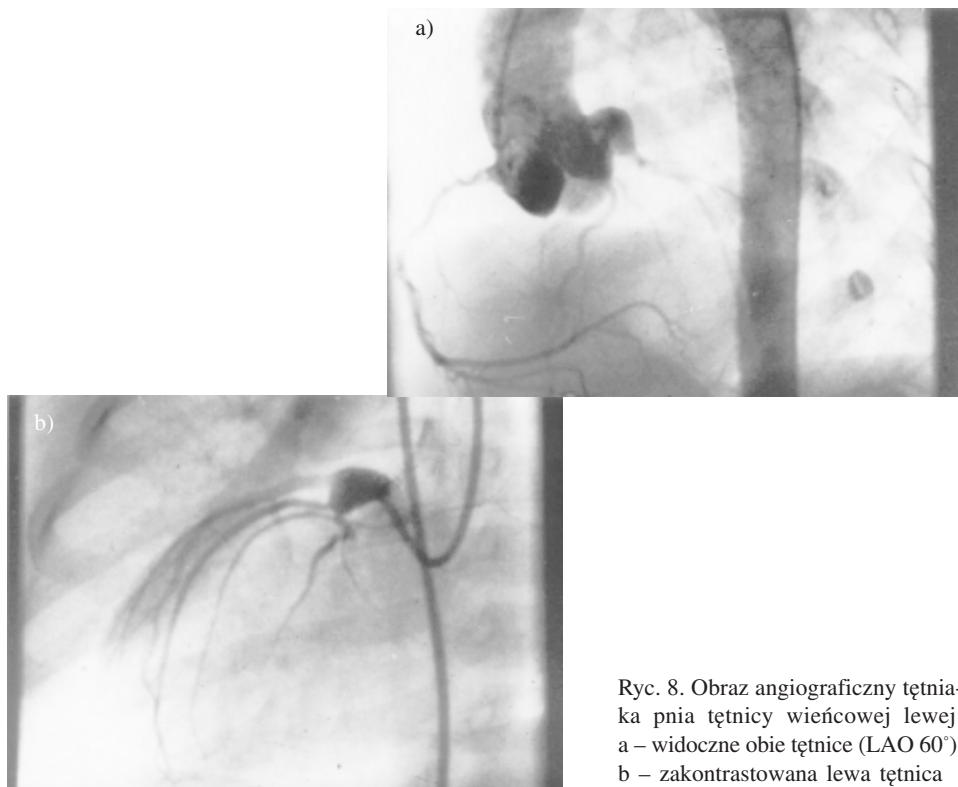 a)
b)
Ryc. 8. Obraz angiograficzny tętnia-
ka pnia tętnicy wieńcowej lewej
a – widoczne obie tętnice (LAO 60°)
b – zakontrastowana lewa tętnica